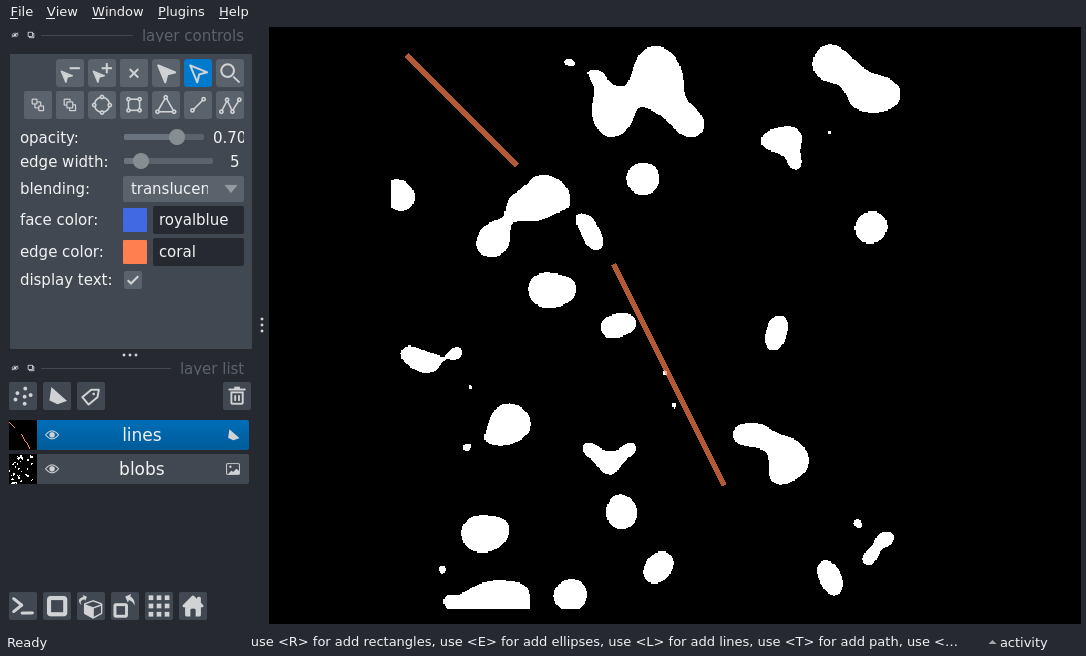 File View Window Plugins Help
layer controls
opacity: 0.70
edge width: 5
blending: translucen
face color: royalblue
edge color: coral
display text:
layer list
lines
blobs
Ready use <R> for add rectangles, use <E> for add ellipses, use <L> for add lines, use <T> for add path, use <... activity